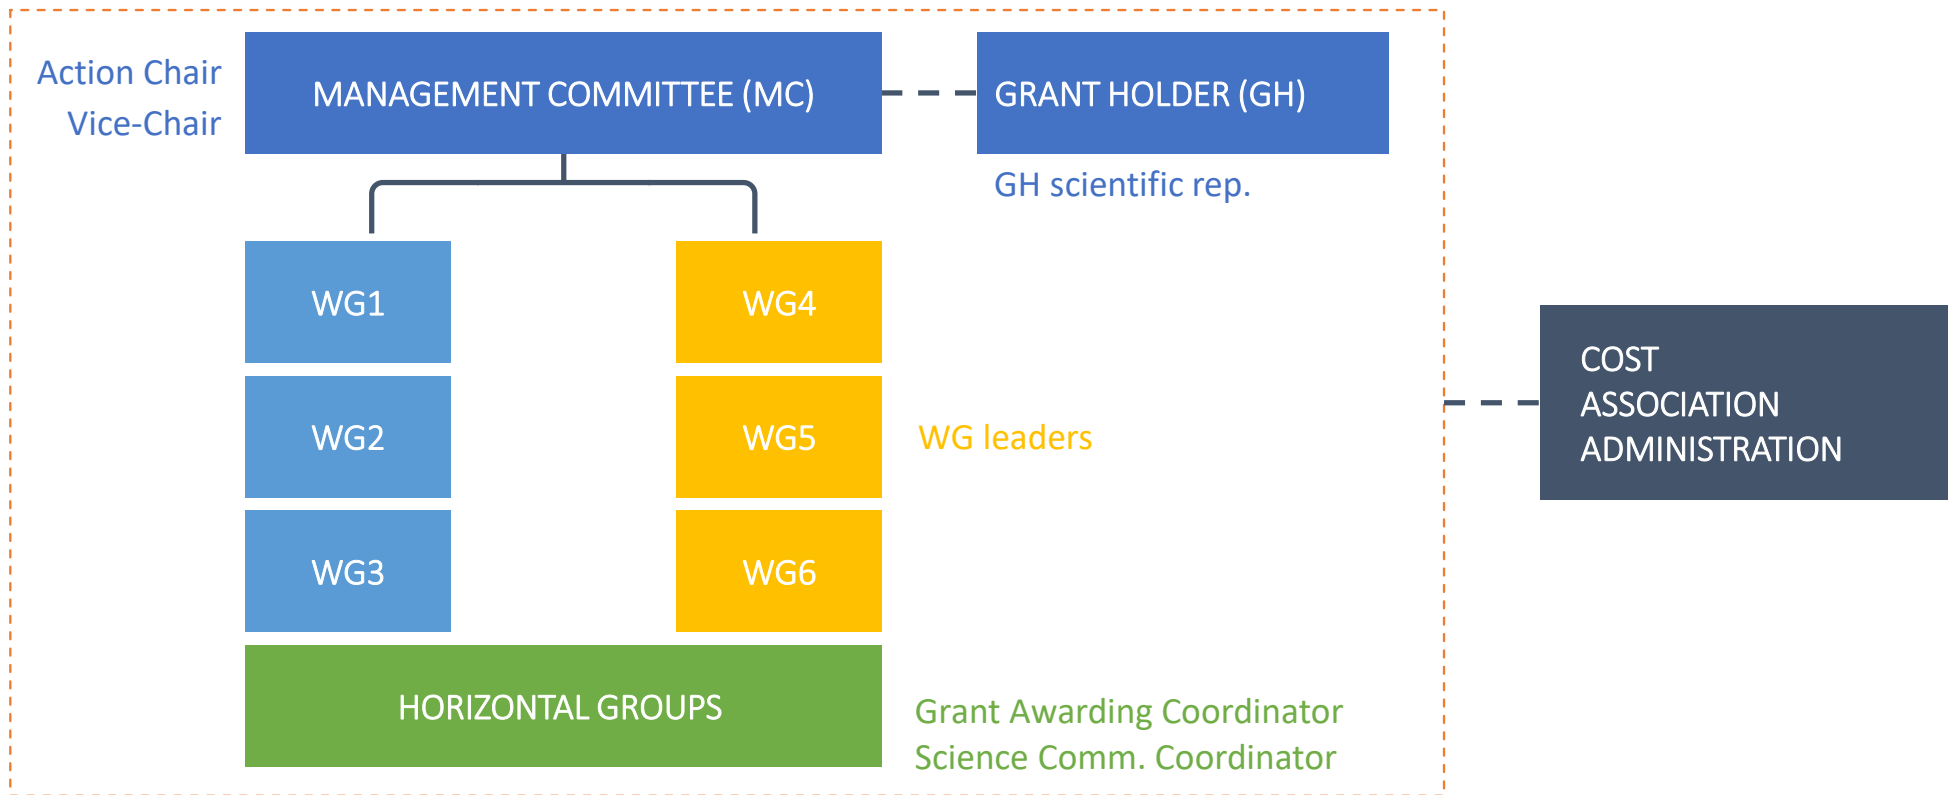 Action Chair
Vice-Chair
MANAGEMENT COMMITTEE (MC)
GRANT HOLDER (GH)
GH scientific rep.
WG1
WG4
WG2
WG5
WG leaders
WG3
WG6
HORIZONTAL GROUPS
Grant Awarding Coordinator
Science Comm. Coordinator
COST
ASSOCIATION
ADMINISTRATION